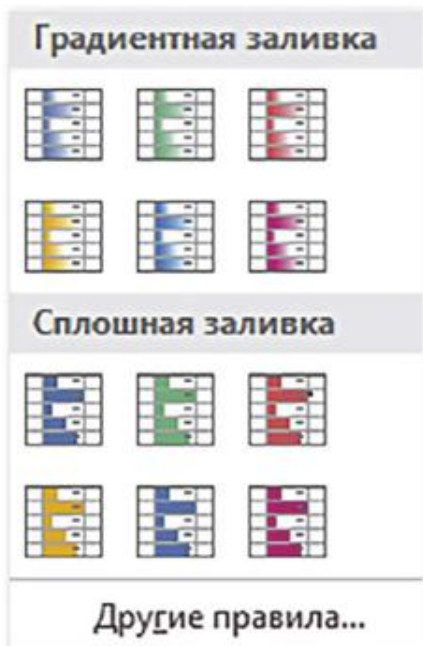 Градиентная заливка
Сплошная заливка
Другие правила...